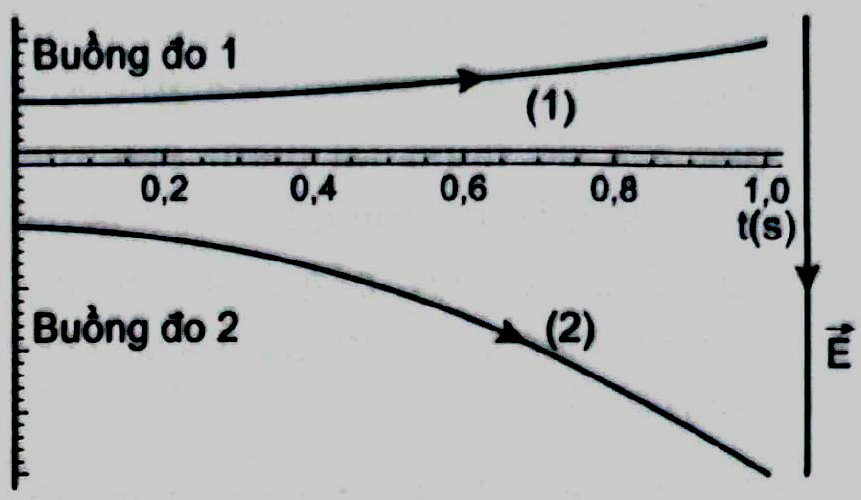 Buồng đo 1
(1)
0,2 0,4 0,6 0,8 1,0
t(s)
Buồng đo 2
(2)
E